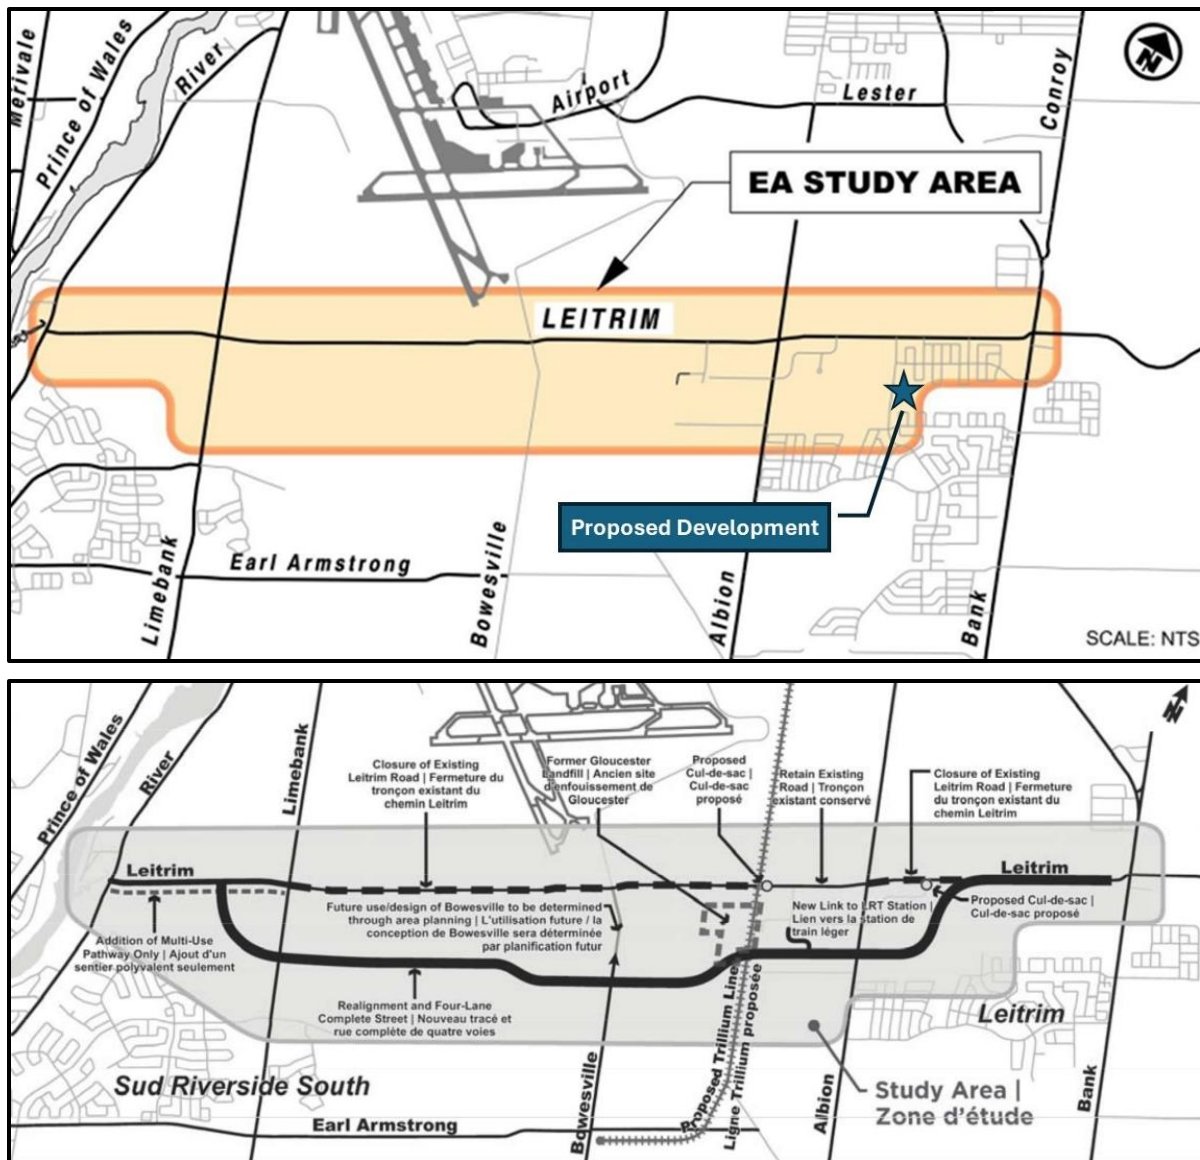 Merivale
Prince of Wales
River
Airport
Lester
Conroy
N
EA STUDY AREA
LEITRIM
Proposed Development
Limebank
Earl Armstrong
Bowesville
Albion
Bank
SCALE: NTS
Prince of Wales
River
Limebank
Closure of Existing
Leitrim Road | Fermeture du
tronçon existant du
chemin Leitrim
Former Gloucester
Landfill | Ancien site
d'enfouissement de
Gloucester
Proposed
Cul-de-sac |
Cul-de-sac
proposé
Retain Existing
Road | Tronçon
existant conservé
Closure of Existing
Leitrim Road | Fermeture
du tronçon existant du
chemin Leitrim
N
Leitrim
Leitrim
Addition of Multi-Use
Pathway Only | Ajout d'un
sentier polyvalent seulement
Future use/design of Bowesville to be determined
through area planning | L'utilisation future / la
conception de Bowesville sera déterminée
par planification futur
New Link to LRT Station |
Lien vers la station de
train léger
Proposed Cul-de-sac |
Cul-de-sac proposé
Realignment and Four-Lane
Complete Street | Nouveau tracé et
rue complète de quatre voies
Proposed Trillium Line
Ligne Trillium proposée
Leitrim
Sud Riverside South
Study Area |
Zone d'étude
Earl Armstrong
Bowesville
Albion
Bank